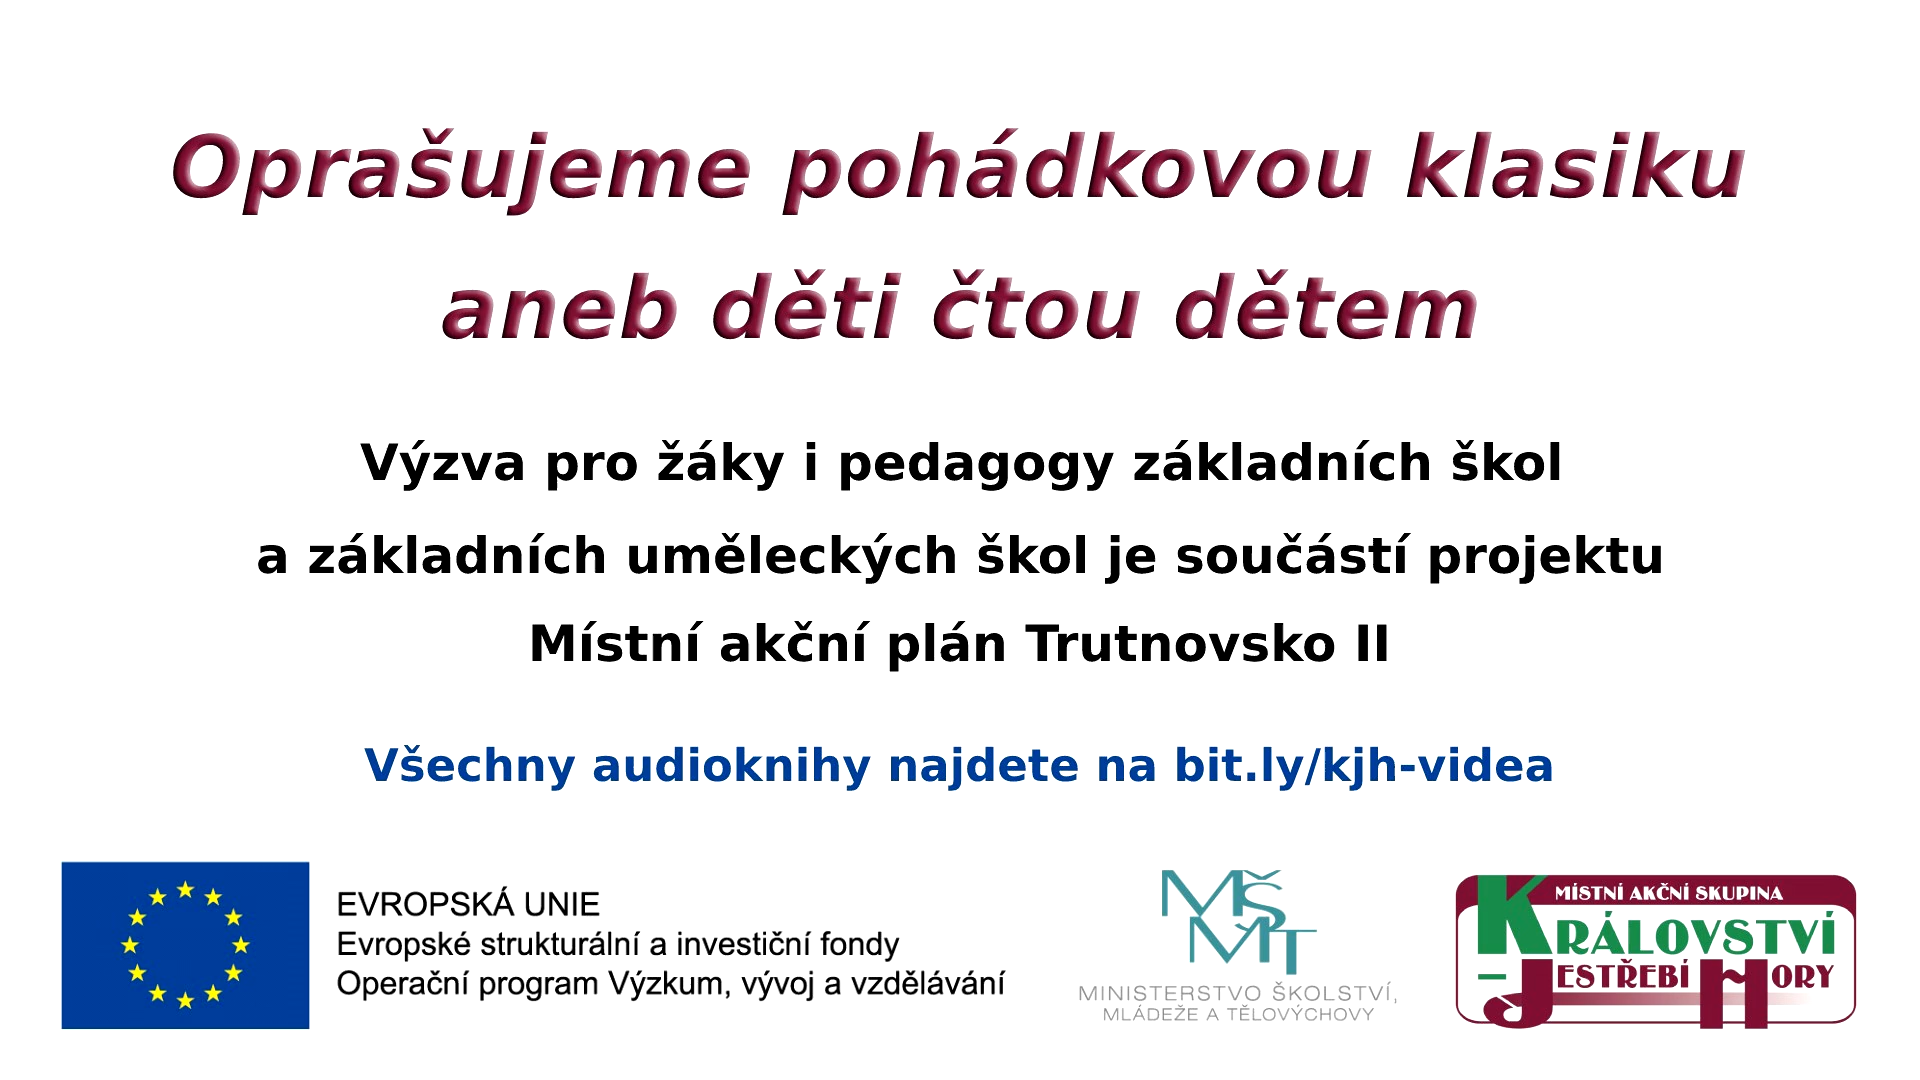 Oprašujeme pohádkovou klasiku
aneb děti čtou dětem
Výzva pro žáky i pedagogy základních škol
a základních uměleckých škol je součástí projektu
Místní akční plán Trutnovsko II
Všechny audioknihy najdete na bit.ly/kjh-videa
EVROPSKÁ UNIE
Evropské strukturální a investiční fondy
Operační program Výzkum, vývoj a vzdělávání
MŠMT
MINISTERSTVO ŠKOLSTVÍ,
MLÁDEŽE A TĚLOVÝCHOVY
MÍSTNÍ AKČNÍ SKUPINA
KRÁLOVSTVÍ
– JESTŘEBÍ HORY